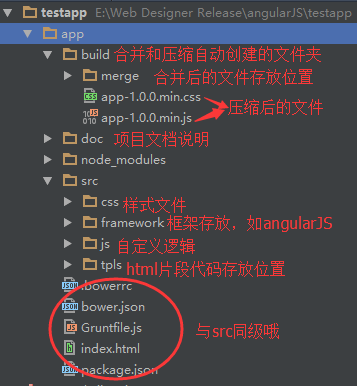 testapp E:\Web Designer Release\angularJS\testapp
app
build 合并和压缩自动创建的文件夹
merge 合并后的文件存放位置
app-1.0.0.min.css
压缩后的文件
app-1.0.0.min.js
doc 项目文档说明
node_modules
src
css 样式文件
framework 框架存放，如angularJS
js 自定义逻辑
tpls html片段代码存放位置
.bowerrc
bower.json
Gruntfile.js 与src同级哦
index.html
package.json